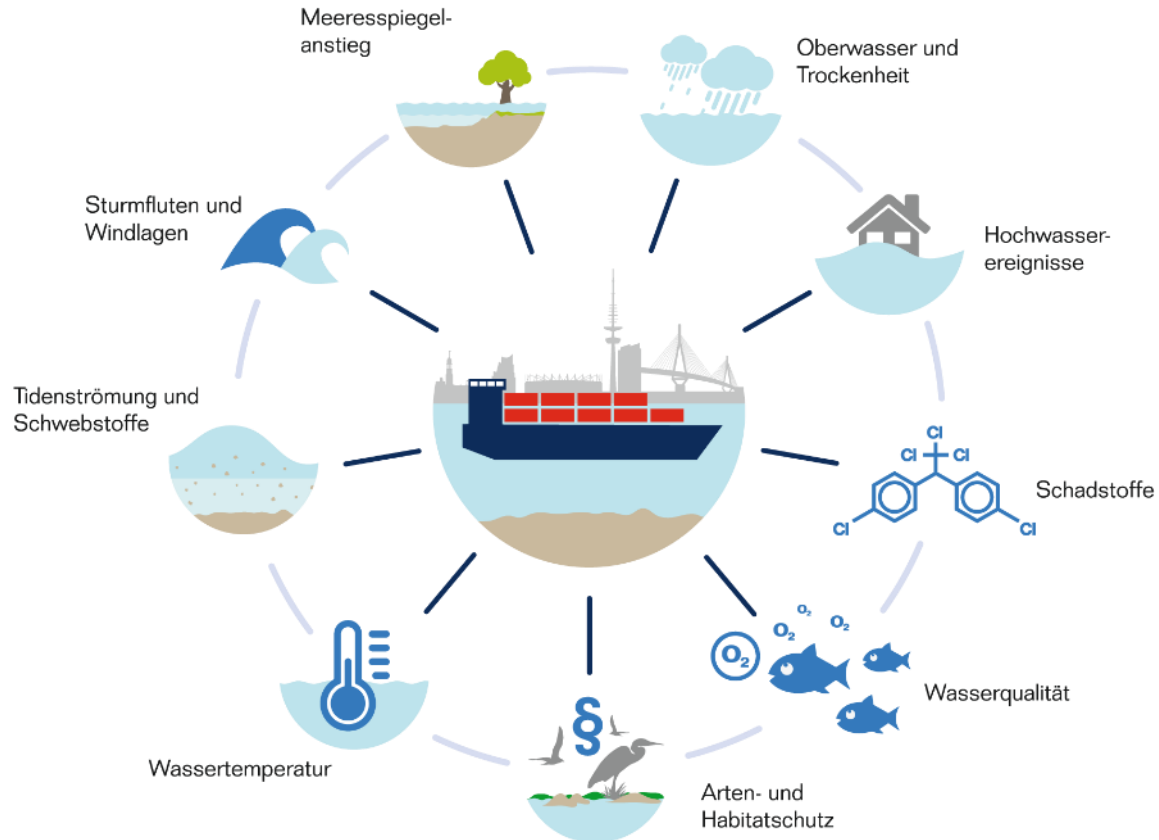 Meeresspiegel-
anstieg
Oberwasser und
Trockenheit
Sturmfluten und
Windlagen
Hochwasser-
ereignisse
Tidenströmung und
Schwebstoffe
Cl
Cl Cl
Cl Cl
Schadstoffe
O₂
O₂ O₂
O₂
Wasserqualität
§
Wassertemperatur
Arten- und
Habitatschutz